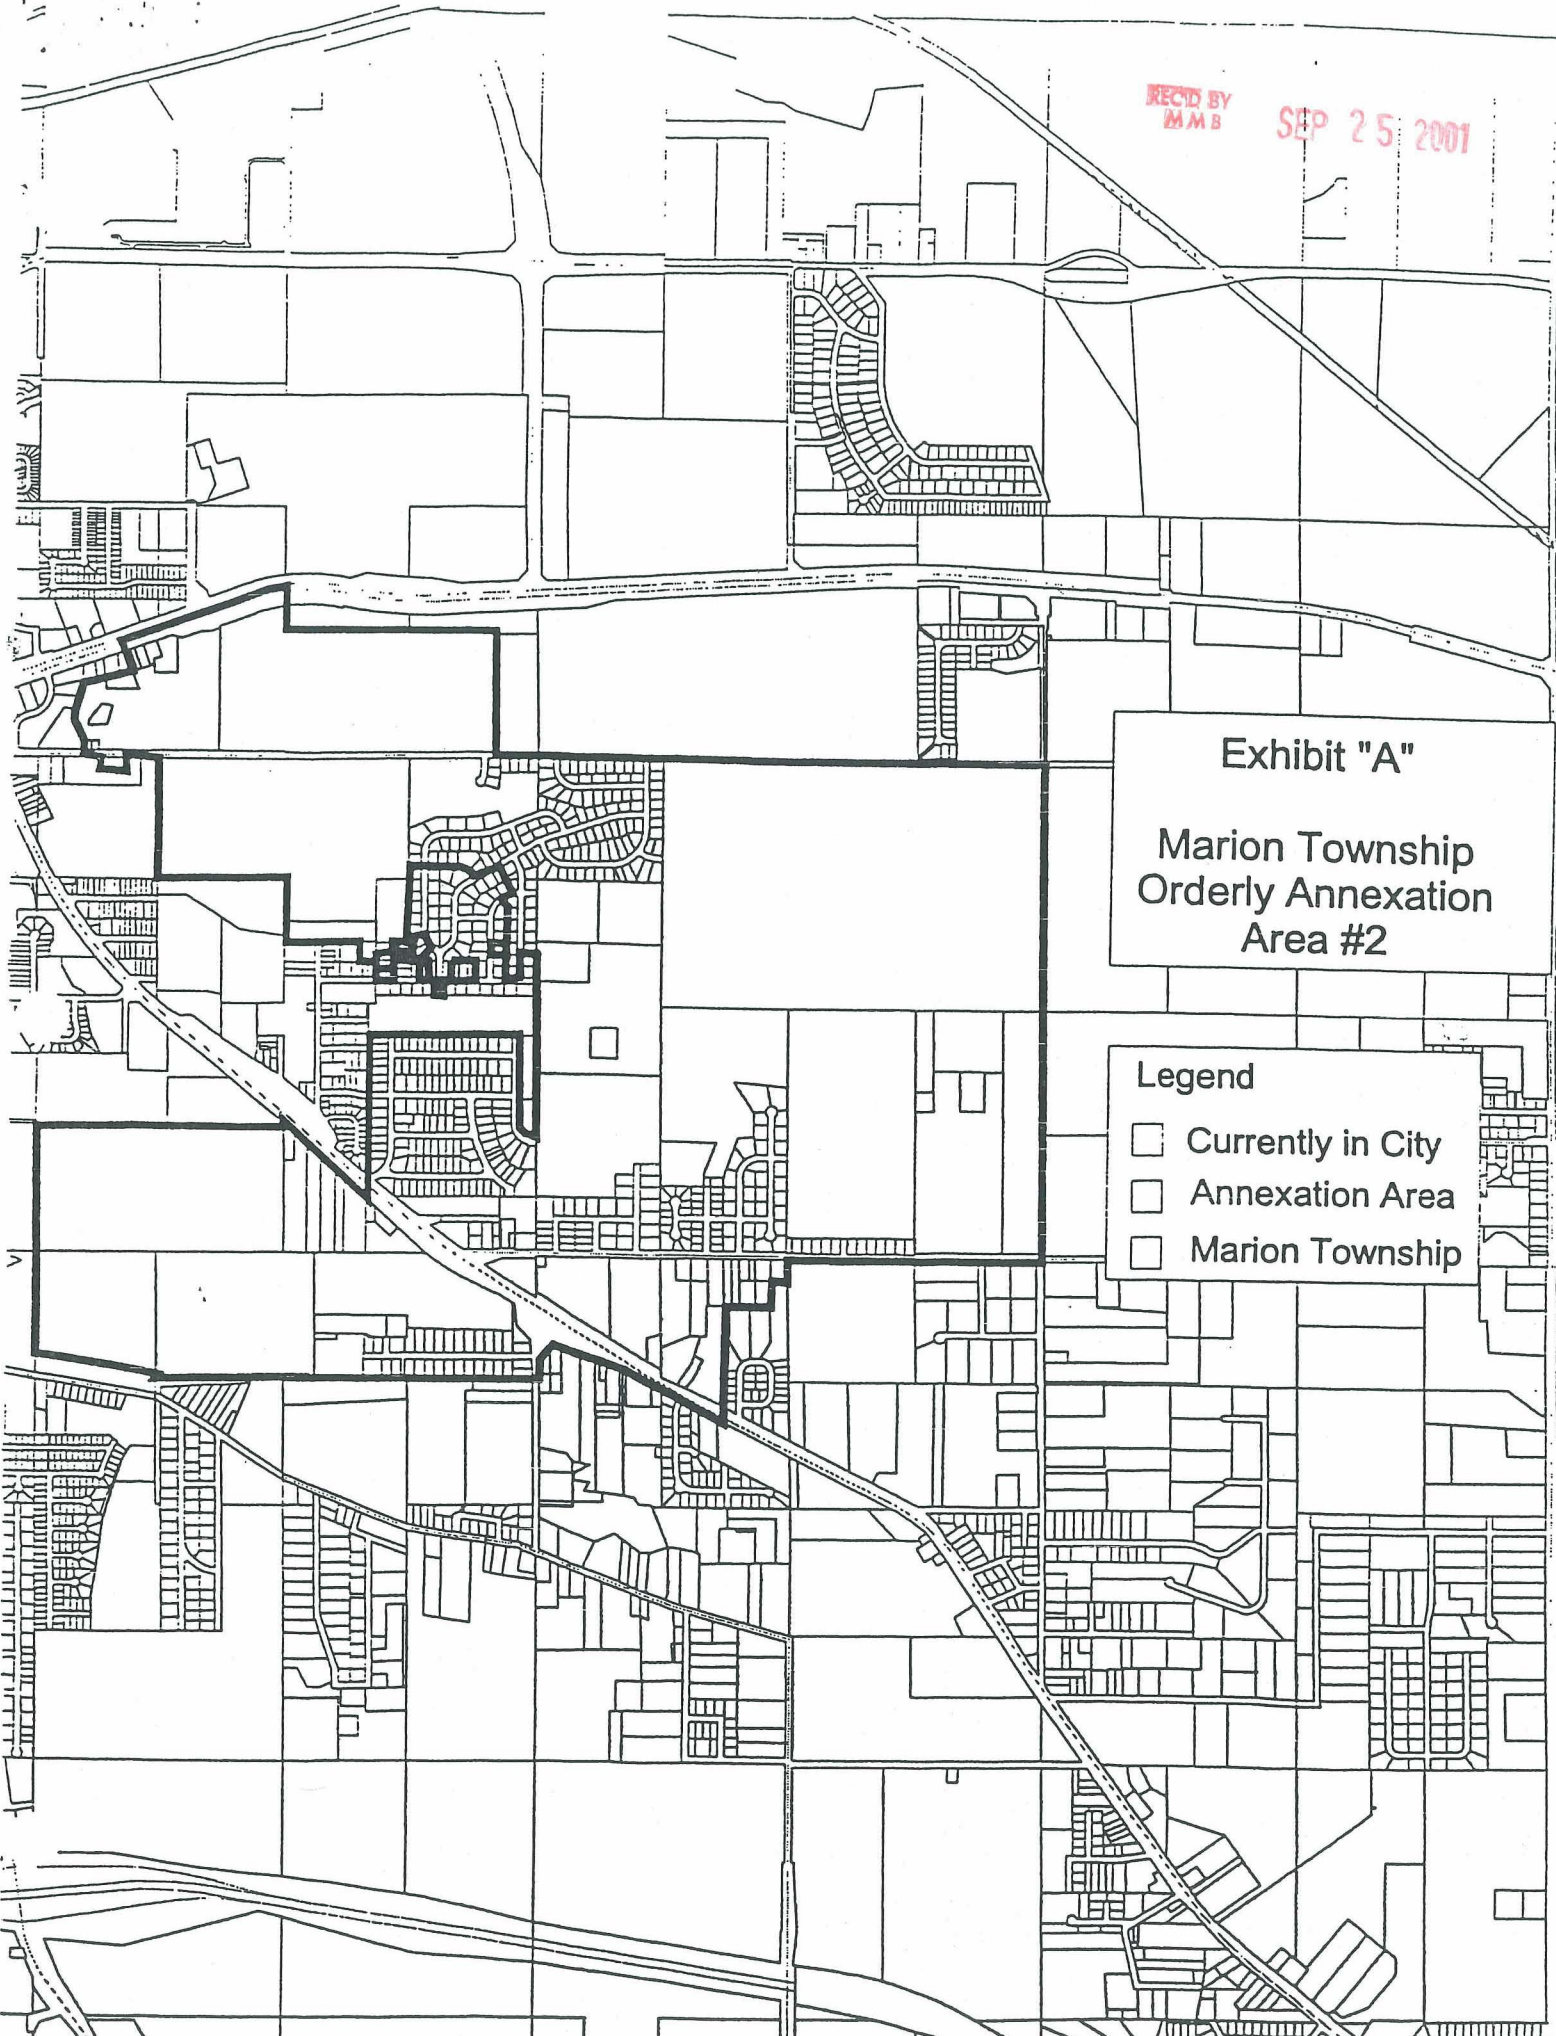 REC'D BY
MMB
SEP 25 2001
Exhibit "A"
Marion Township
Orderly Annexation
Area #2
Legend
Currently in City
Annexation Area
Marion Township